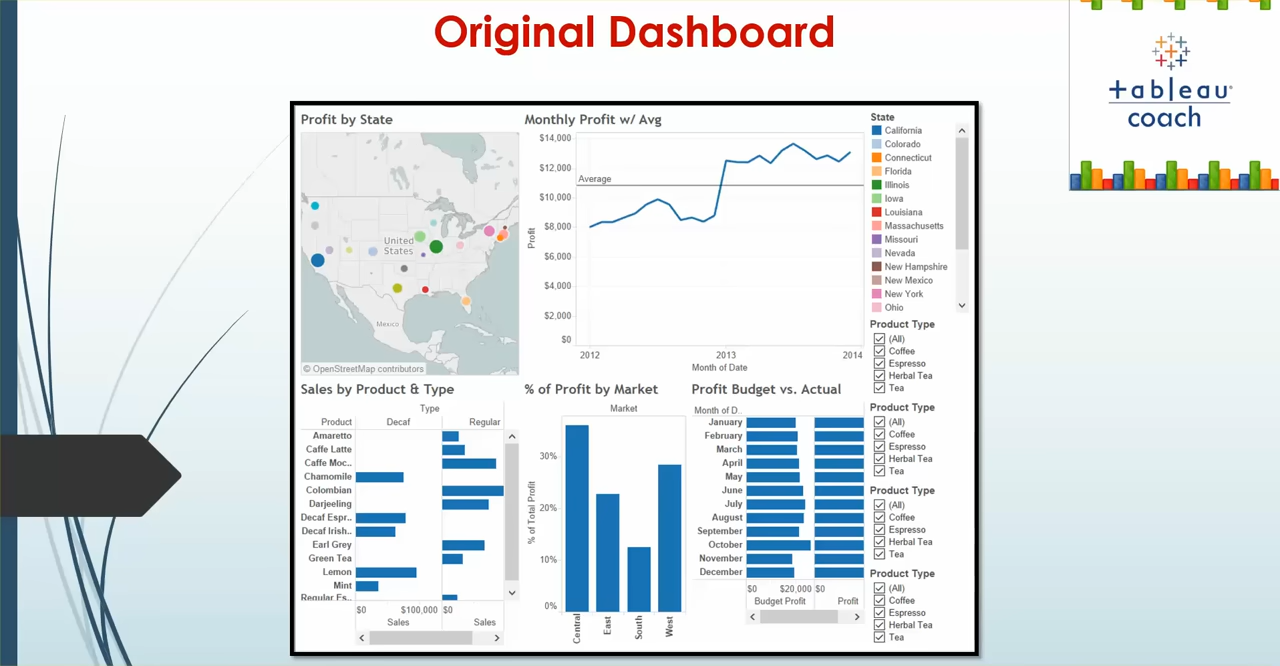 Original Dashboard
+ableau
coach
Profit by State
United
States
Mexico
© OpenStreetMap contributors
Monthly Profit w/ Avg
$14,000
$12,000
$10,000
$8,000
$6,000
$4,000
$2,000
$0
Profit
Average
2012 2013 2014
Month of Date
State
California
Colorado
Connecticut
Florida
Illinois
Iowa
Louisiana
Massachusetts
Missouri
Nevada
New Hampshire
New Mexico
New York
Ohio
Product Type
(All)
Coffee
Espresso
Herbal Tea
Tea
Product Type
(All)
Coffee
Espresso
Herbal Tea
Tea
Product Type
(All)
Coffee
Espresso
Herbal Tea
Tea
Product Type
(All)
Coffee
Espresso
Herbal Tea
Tea
Sales by Product & Type
Type
Product Decaf Regular
Amaretto
Caffe Latte
Caffe Moc..
Chamomile
Colombian
Darjeeling
Decaf Espr..
Decaf Irish..
Earl Grey
Green Tea
Lemon
Mint
Regular Es..
$0 $100,000 $0
Sales Sales
% of Profit by Market
Market
30%
20%
10%
0%
% of Total Profit
Central
East
South
West
Profit Budget vs. Actual
Month of D..
January
February
March
April
May
June
July
August
September
October
November
December
$0 $20,000 $0
Budget Profit Profit